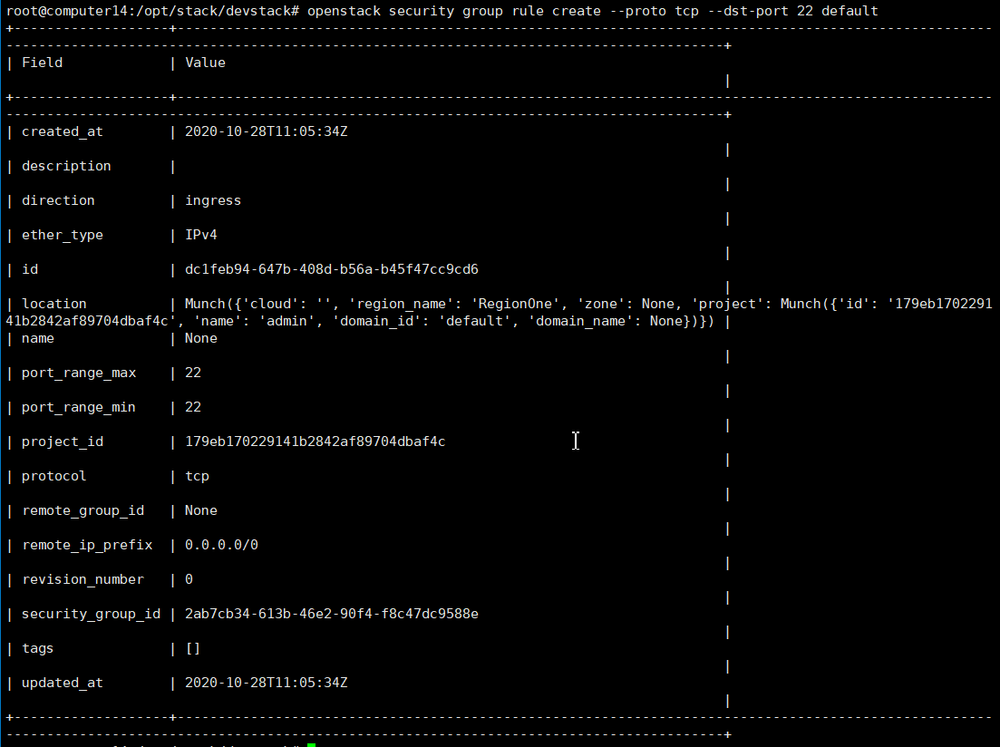 root@computer14:/opt/stack/devstack# openstack security group rule create --proto tcp --dst-port 22 default
| Field | Value |
| created_at | 2020-10-28T11:05:34Z |
| description | |
| direction | ingress |
| ether_type | IPv4 |
| id | dc1feb94-647b-408d-b56a-b45f47cc9cd6 |
| location | Munch({'cloud': '', 'region_name': 'RegionOne', 'zone': None, 'project': Munch({'id': '179eb1702291
41b2842af89704dbaf4c', 'name': 'admin', 'domain_id': 'default', 'domain_name': None})}) |
| name | None |
| port_range_max | 22 |
| port_range_min | 22 |
| project_id | 179eb170229141b2842af89704dbaf4c |
| protocol | tcp |
| remote_group_id | None |
| remote_ip_prefix | 0.0.0.0/0 |
| revision_number | 0 |
| security_group_id | 2ab7cb34-613b-46e2-90f4-f8c47dc9588e |
| tags | [] |
| updated_at | 2020-10-28T11:05:34Z |